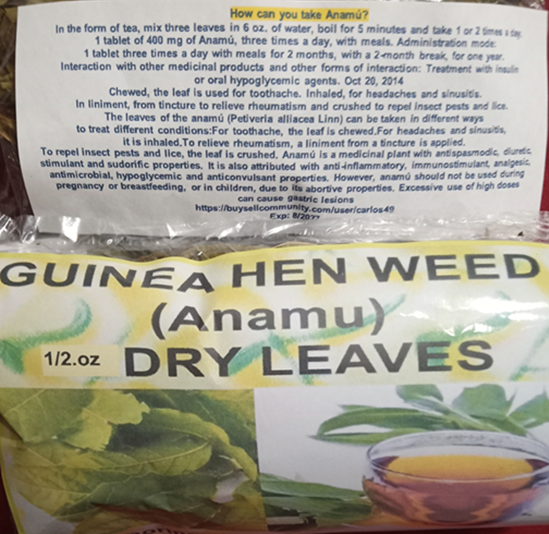 How can you take Anamú?
In the form of tea, mix three leaves in 6 oz. of water, boil for 5 minutes and take 1 or 2 times a day.
1 tablet of 400 mg of Anamú, three times a day, with meals. Administration mode:
1 tablet three times a day with meals for 2 months, with a 2-month break, for one year.
Interaction with other medicinal products and other forms of interaction: Treatment with insulin
or oral hypoglycemic agents. Oct 20, 2014
Chewed, the leaf is used for toothache. Inhaled, for headaches and sinusitis.
In liniment, from tincture to relieve rheumatism and crushed to repel insect pests and lice.
The leaves of the anamú (Petiveria alliacea Linn) can be taken in different ways
to treat different conditions:For toothache, the leaf is chewed.For headaches and sinusitis,
it is inhaled.To relieve rheumatism, a liniment from a tincture is applied.
To repel insect pests and lice, the leaf is crushed. Anamú is a medicinal plant with antispasmodic, diuretic,
stimulant and sudorific properties. It is also attributed with anti-inflammatory, immunostimulant, analgesic,
antimicrobial, hypoglycemic and anticonvulsant properties. However, anamú should not be used during
pregnancy or breastfeeding, or in children, due to its abortive properties. Excessive use of high doses
can cause gastric lesions
https://buysellcommunity.com/user/carlos49
Exp: 8/2027
GUINEA HEN WEED
(Anamu)
1/2.oz DRY LEAVES